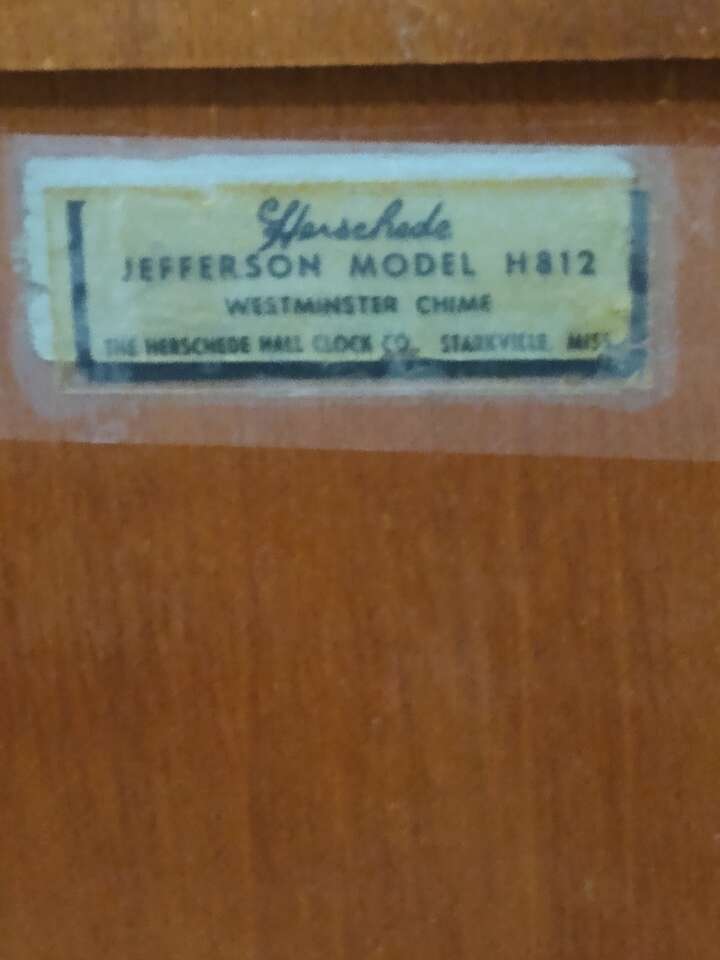 Herschede
JEFFERSON MODEL H812
WESTMINSTER CHIME
THE HERSCHEDE HALL CLOCK CO. STARKVILLE, MISS.